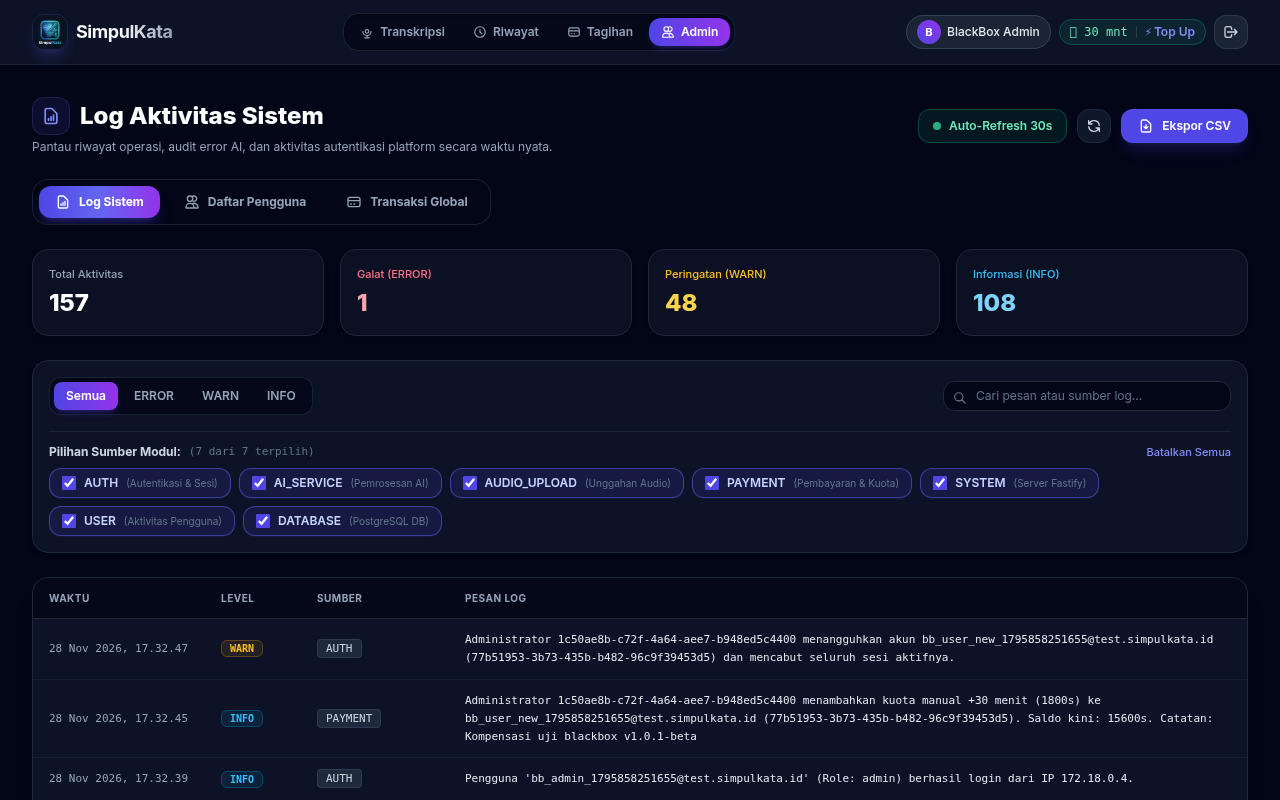 SimpulKata
Transkripsi
Riwayat
Tagihan
Admin
B
BlackBox Admin
30 mnt
⚡Top Up
Log Aktivitas Sistem
Pantau riwayat operasi, audit error AI, dan aktivitas autentikasi platform secara waktu nyata.
Auto-Refresh 30s
Ekspor CSV
Log Sistem
Daftar Pengguna
Transaksi Global
Total Aktivitas
157
Galat (ERROR)
1
Peringatan (WARN)
48
Informasi (INFO)
108
Semua
ERROR
WARN
INFO
Cari pesan atau sumber log...
Pilihan Sumber Modul: (7 dari 7 terpilih)
Batalkan Semua
AUTH (Autentikasi & Sesi)
AI_SERVICE (Pemrosesan AI)
AUDIO_UPLOAD (Unggahan Audio)
PAYMENT (Pembayaran & Kuota)
SYSTEM (Server Fastify)
USER (Aktivitas Pengguna)
DATABASE (PostgreSQL DB)
WAKTU LEVEL SUMBER PESAN LOG
28 Nov 2026, 17.32.47 WARN AUTH
Administrator 1c50ae8b-c72f-4a64-aee7-b948ed5c4400 menangguhkan akun bb_user_new_1795858251655@test.simpulkata.id
(77b51953-3b73-435b-b482-96c9f39453d5) dan mencabut seluruh sesi aktifnya.
28 Nov 2026, 17.32.45 INFO PAYMENT
Administrator 1c50ae8b-c72f-4a64-aee7-b948ed5c4400 menambahkan kuota manual +30 menit (1800s) ke
bb_user_new_1795858251655@test.simpulkata.id (77b51953-3b73-435b-b482-96c9f39453d5). Saldo kini: 15600s. Catatan:
Kompensasi uji blackbox v1.0.1-beta
28 Nov 2026, 17.32.39 INFO AUTH
Pengguna 'bb_admin_1795858251655@test.simpulkata.id' (Role: admin) berhasil login dari IP 172.18.0.4.